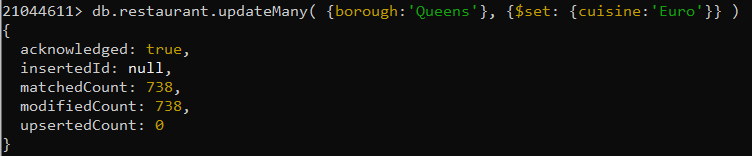 21044611> db.restaurant.updateMany( {borough:'Queens'}, {$set: {cuisine:'Euro'}} )
{
  acknowledged: true,
  insertedId: null,
  matchedCount: 738,
  modifiedCount: 738,
  upsertedCount: 0
}